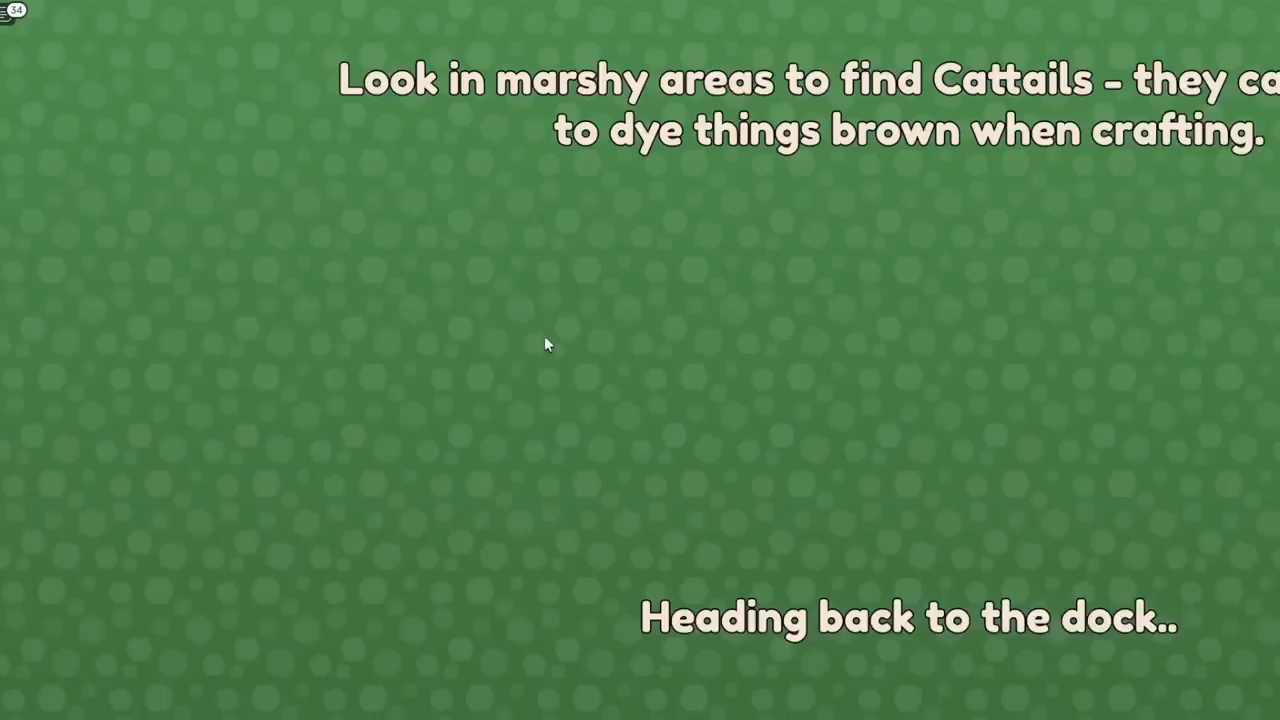 34
Look in marshy areas to find Cattails - they
to dye things brown when crafting.
Heading back to the dock..